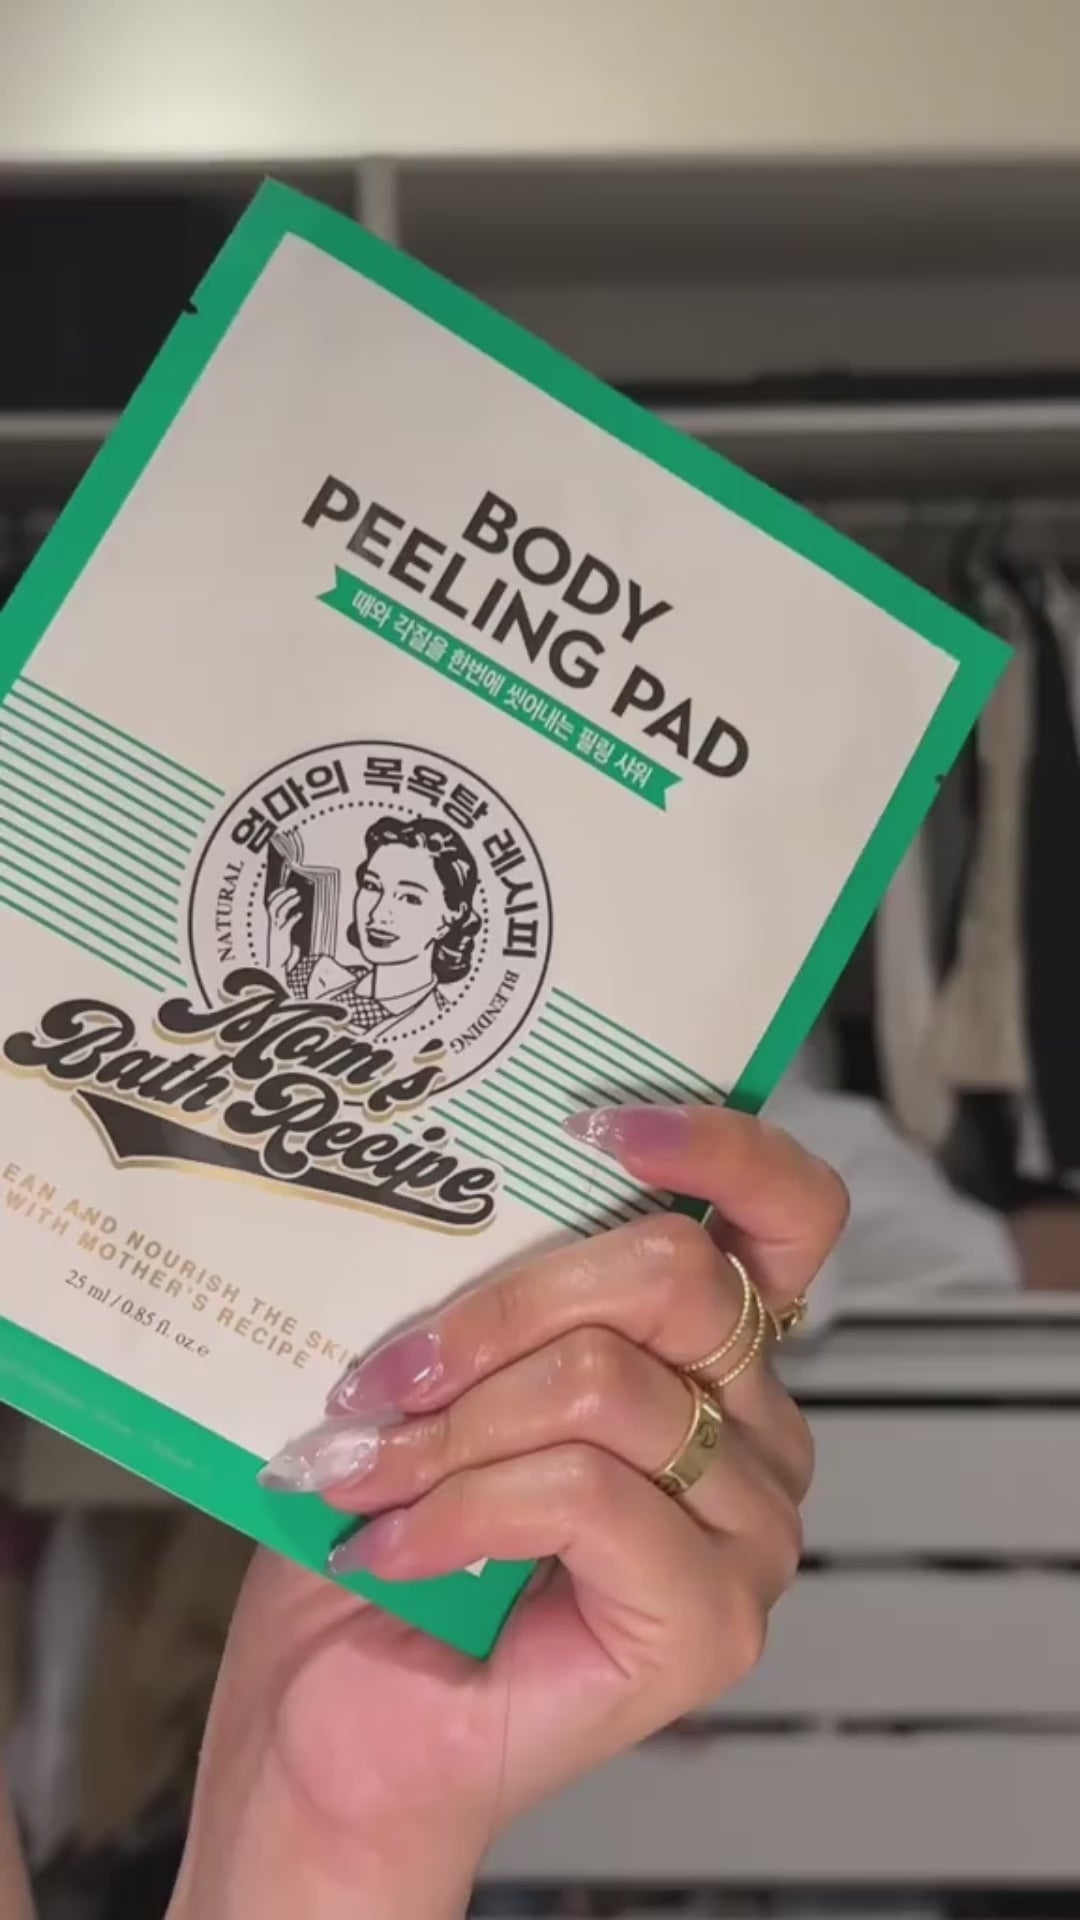 BODY
PEELING PAD
때와 각질을 한번에 씻어내는 필링 샤워
엄마의 목욕탕 레시피
NATURAL
BLENDING
Mom's
Bath Recipe
EAN AND NOURISH THE SKIN
WITH MOTHER'S RECIPE
25 ml / 0.85 fl. oz. e